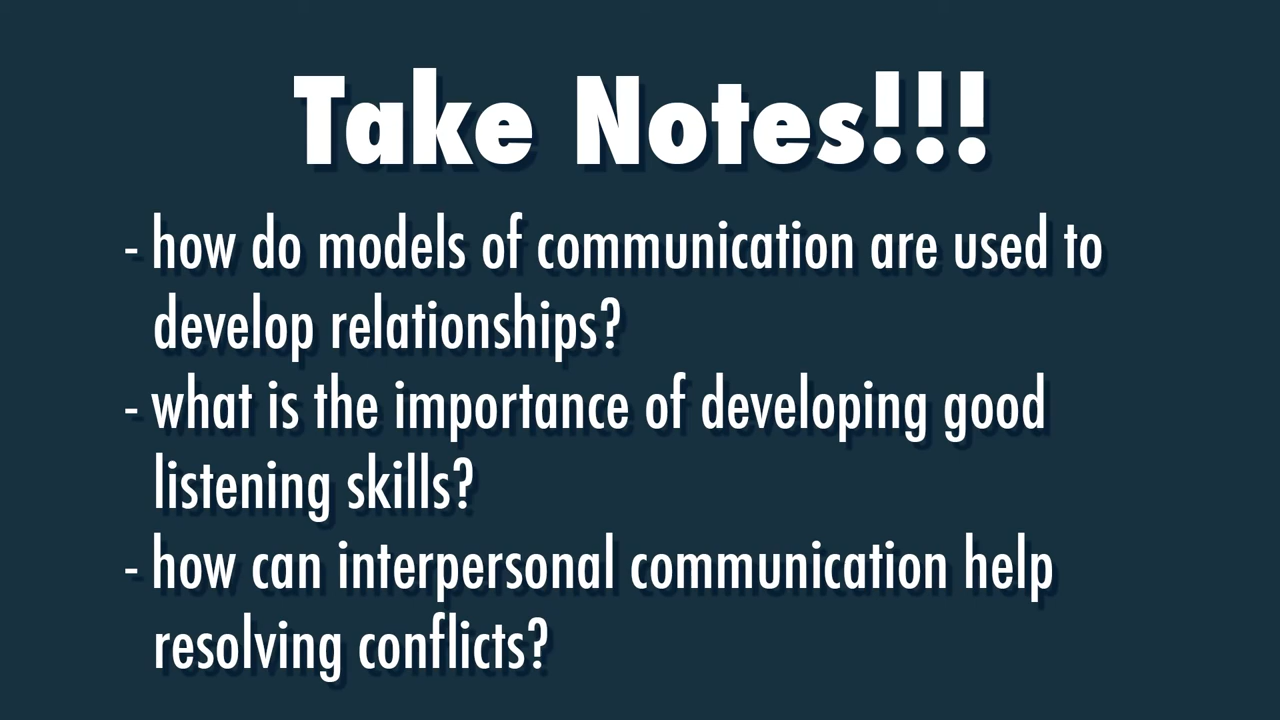 Take Notes!!!
- how do models of communication are used to
develop relationships?
- what is the importance of developing good
listening skills?
- how can interpersonal communication help
resolving conflicts?